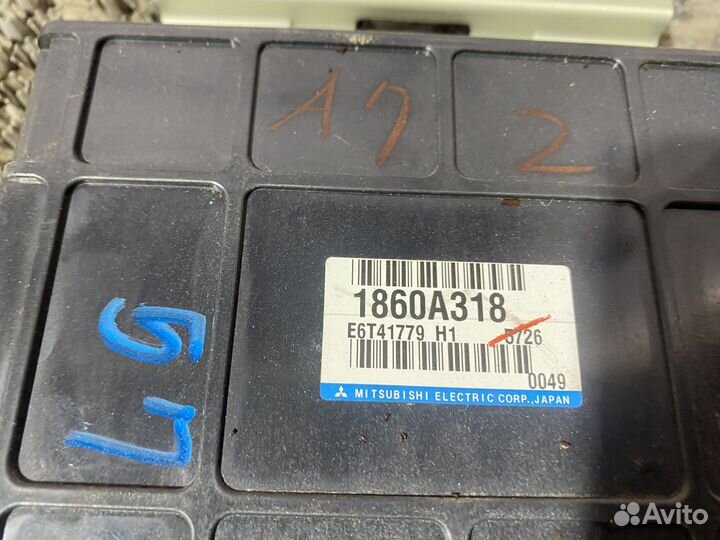 A7 2
1860A318
E6T41779 H1 5726
0049
MITSUBISHI ELECTRIC CORP.,JAPAN
Avito